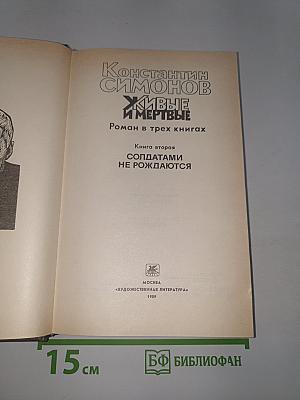 Константин
СИМОНОВ
ЖИВЫЕ
И МЕРТВЫЕ
Роман в трех книгах
Книга вторая
СОЛДАТАМИ
НЕ РОЖДАЮТСЯ
МОСКВА
«ХУДОЖЕСТВЕННАЯ ЛИТЕРАТУРА»
1989
15 см
БФ БИБЛИОФАН